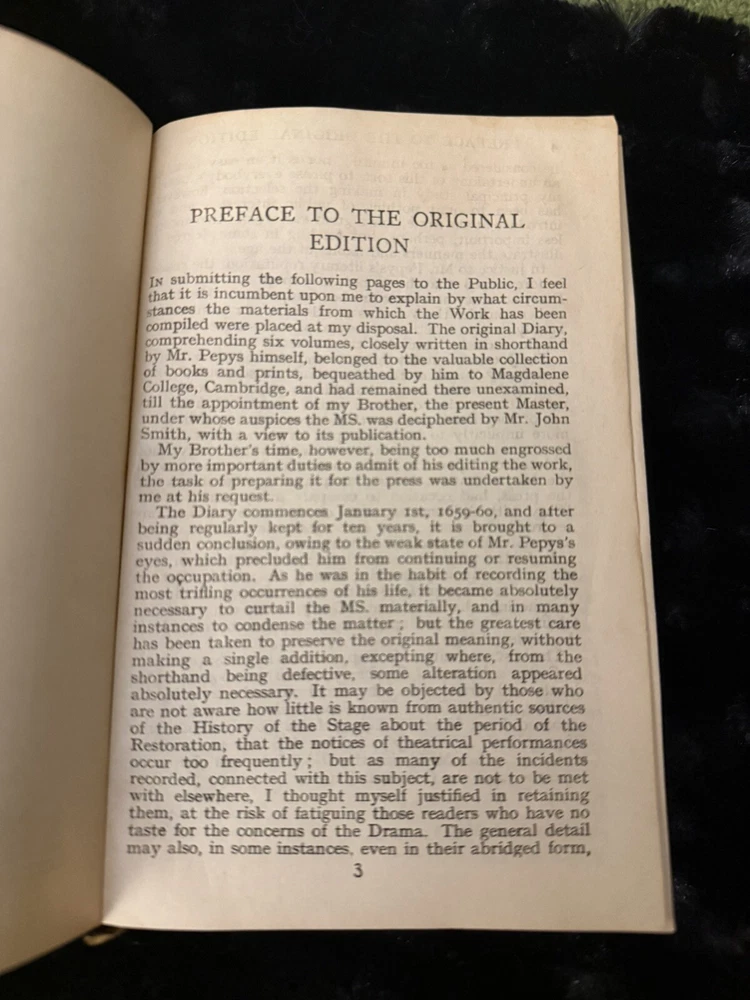 PREFACE TO THE ORIGINAL
EDITION
IN submitting the following pages to the Public, I feel
that it is incumbent upon me to explain by what circum-
stances the materials from which the Work has been
compiled were placed at my disposal. The original Diary,
comprehending six volumes, closely written in shorthand
by Mr. Pepys himself, belonged to the valuable collection
of books and prints, bequeathed by him to Magdalene
College, Cambridge, and had remained there unexamined,
till the appointment of my Brother, the present Master,
under whose auspices the MS. was deciphered by Mr. John
Smith, with a view to its publication.
My Brother's time, however, being too much engrossed
by more important duties to admit of his editing the work,
the task of preparing it for the press was undertaken by
me at his request.
The Diary commences January 1st, 1659-60, and after
being regularly kept for ten years, it is brought to a
sudden conclusion, owing to the weak state of Mr. Pepys's
eyes, which precluded him from continuing or resuming
the occupation. As he was in the habit of recording the
most trifling occurrences of his life, it became absolutely
necessary to curtail the MS. materially, and in many
instances to condense the matter; but the greatest care
has been taken to preserve the original meaning, without
making a single addition, excepting where, from the
shorthand being defective, some alteration appeared
absolutely necessary. It may be objected by those who
are not aware how little is known from authentic sources
of the History of the Stage about the period of the
Restoration, that the notices of theatrical performances
occur too frequently; but as many of the incidents
recorded, connected with this subject, are not to be met
with elsewhere, I thought myself justified in retaining
them, at the risk of fatiguing those readers who have no
taste for the concerns of the Drama. The general detail
may also, in some instances, even in their abridged form,
3